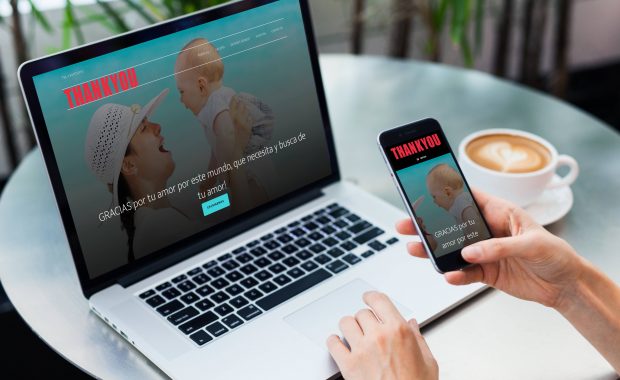 THANKYOU
GRACIAS por tu amor por este mundo, que necesita y busca de
tu amor!
THANKYOU
GRACIAS por tu
amor por este